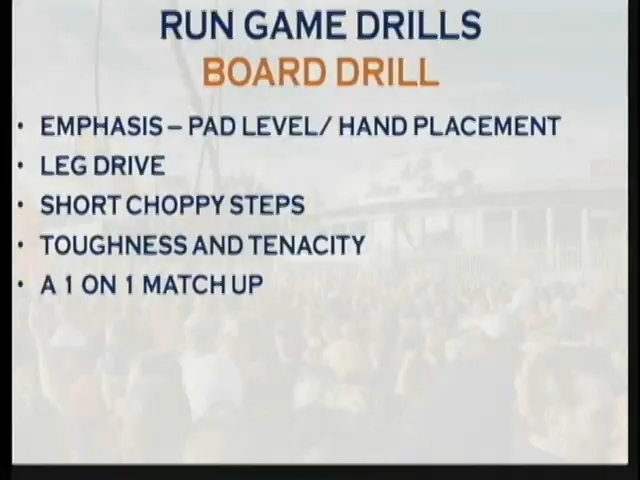 RUN GAME DRILLS
BOARD DRILL
• EMPHASIS – PAD LEVEL/ HAND PLACEMENT
• LEG DRIVE
• SHORT CHOPPY STEPS
• TOUGHNESS AND TENACITY
• A 1 ON 1 MATCH UP